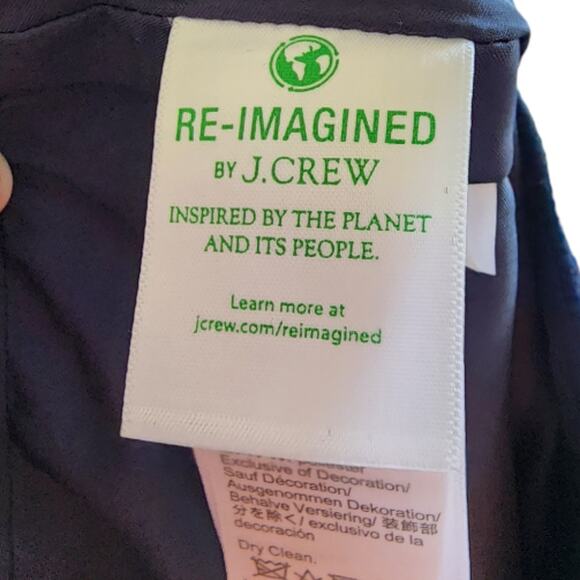 RE-IMAGINED
BY J.CREW
INSPIRED BY THE PLANET
AND ITS PEOPLE.
Learn more at
jcrew.com/reimagined
polyester
Exclusive of Decoration/
Sauf Décoration/
Ausgenommen Dekoration/
Behalve Versiering/ 装飾部
分を除く/ exclusivo de la
decoración
Dry Clean.